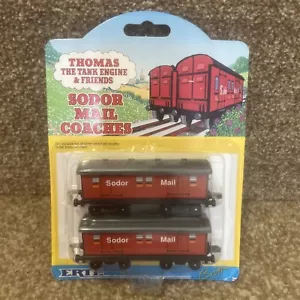 THOMAS
THE TANK ENGINE
& FRIENDS
SODOR
MAIL
COACHES
Sodor Mail
Sodor Mail
ERTL